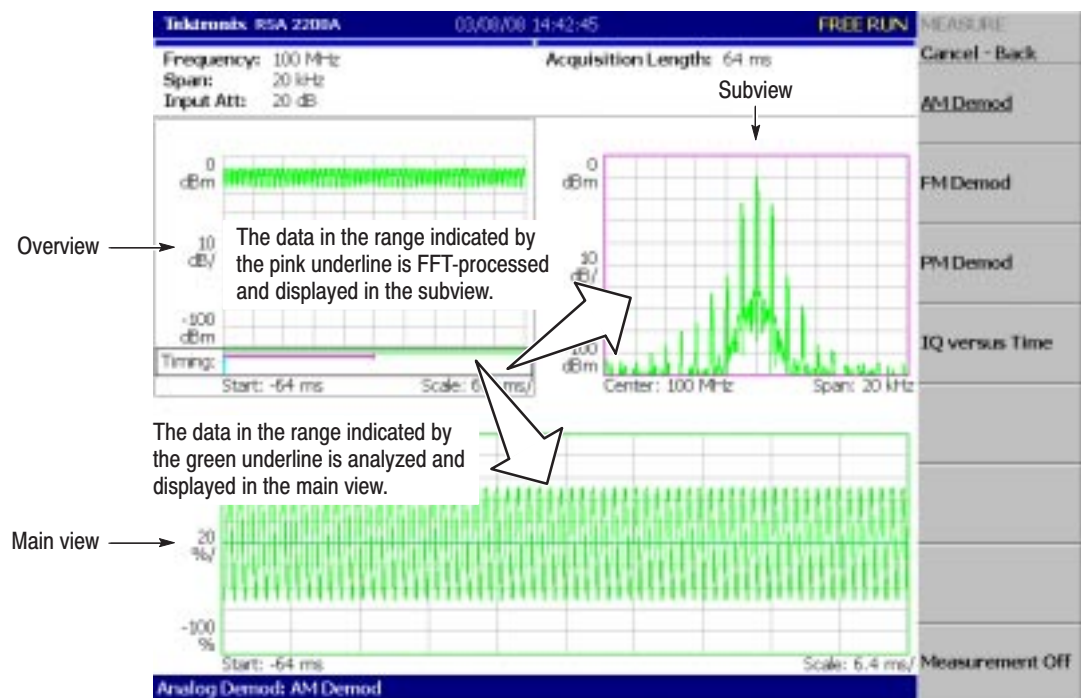 Tektronix RSA 2200A 03/08/08 14:42:45 FREE RUN
MEASURE
Frequency: 100 MHz
Acquisition Length: 64 ms
Cancel - Back
Span: 20 kHz
Input Att: 20 dB
Subview
AM Demod
0
dBm
0
dBm
FM Demod
Overview
10
dB/
The data in the range indicated by
the pink underline is FFT-processed
and displayed in the subview.
10
dB/
PM Demod
-100
dBm
dBm
IQ versus Time
Timing:
Start: -64 ms
Scale:
ms/
Center: 100 MHz
Span: 20 kHz
The data in the range indicated by
the green underline is analyzed and
displayed in the main view.
Main view
20
%/
-100
%
Start: -64 ms
Scale: 6.4 ms/
Measurement Off
Analog Demod: AM Demod